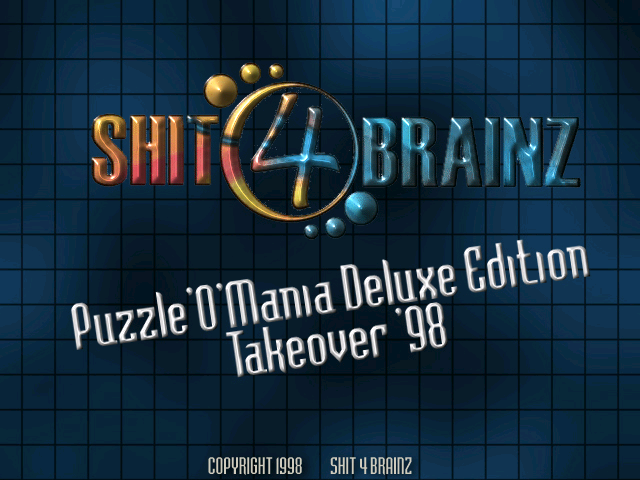 SHIT 4 BRAINZ
Puzzle'O'Mania Deluxe Edition
Takeover '98
COPYRIGHT 1998 SHIT 4 BRAINZ